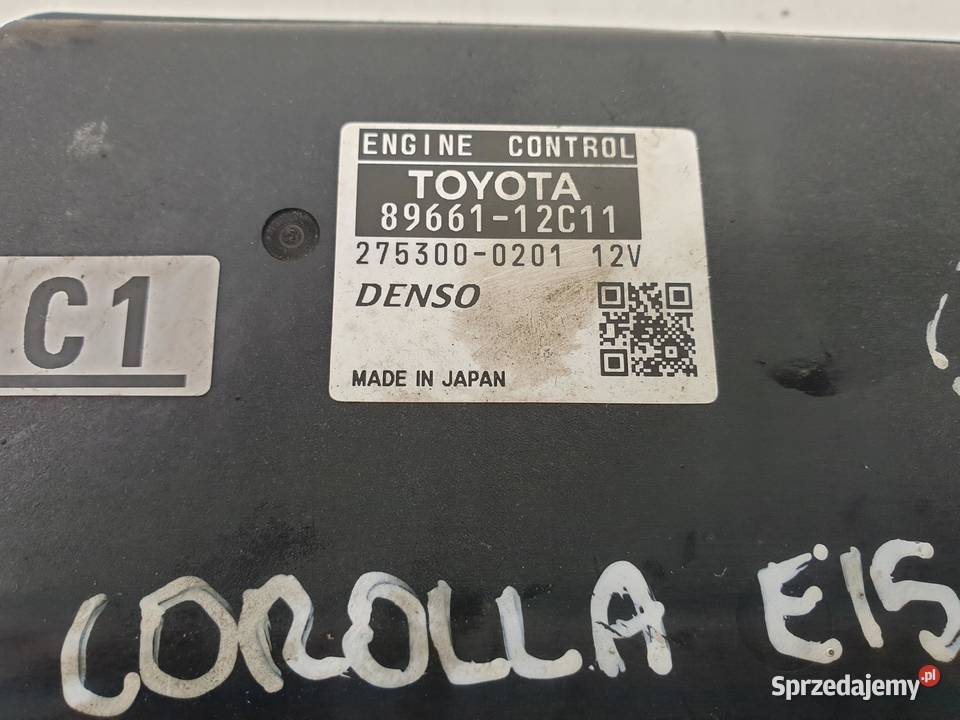 ENGINE CONTROL
TOYOTA
89661-12C11
275300-0201 12V
DENSO
MADE IN JAPAN
C1
COROLLA E15
Sprzedajemy.pl